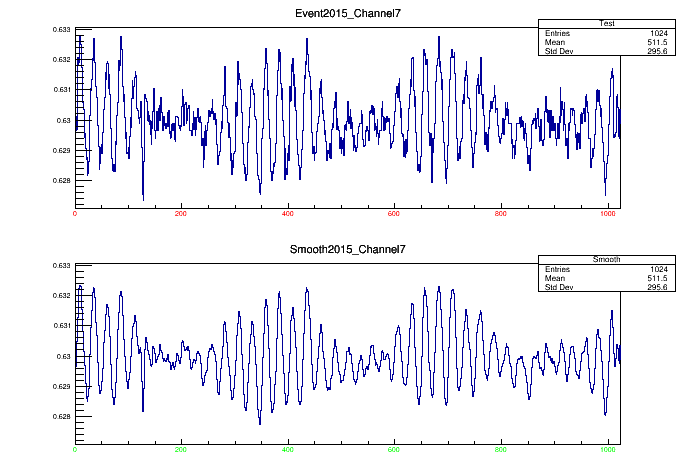 Event2015_Channel7
Test
Entries 1024
Mean 511.5
Std Dev 295.6
0.633
0.632
0.631
0.63
0.629
0.628
0 200 400 600 800 1000
Smooth2015_Channel7
Smooth
Entries 1024
Mean 511.5
Std Dev 295.6
0.633
0.632
0.631
0.63
0.629
0.628
0 200 400 600 800 1000